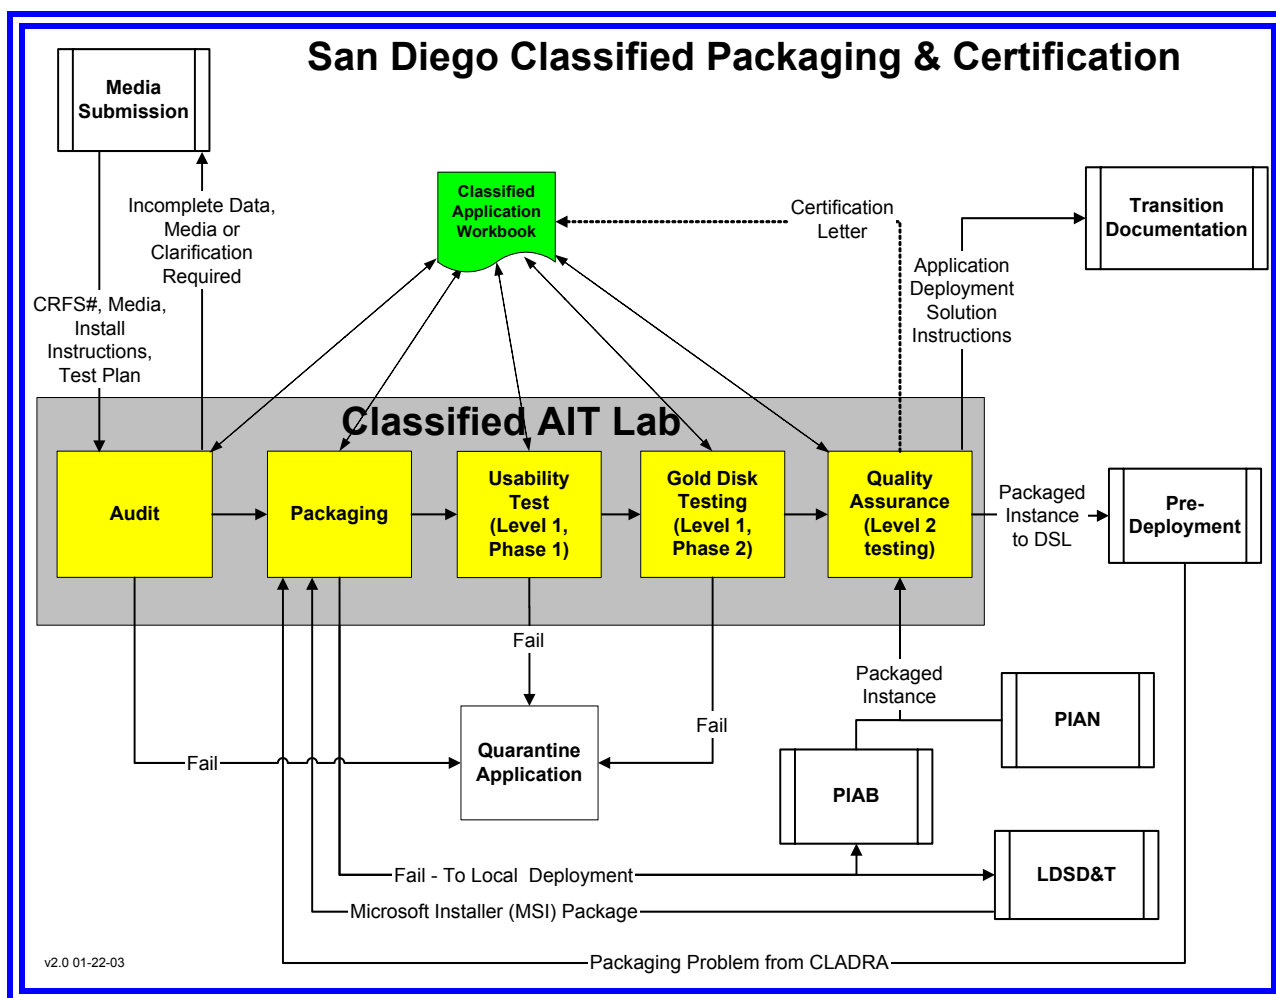 San Diego Classified Packaging & Certification
Media
Submission
Classified
Application
Workbook
Certification
Letter
Transition
Documentation
Incomplete Data,
Media or
Clarification
Required
Application
Deployment
Solution
Instructions
CRFS#, Media,
Install
Instructions,
Test Plan
Classified AIT Lab
Audit
Packaging
Usability
Test
(Level 1,
Phase 1)
Gold Disk
Testing
(Level 1,
Phase 2)
Quality
Assurance
(Level 2
testing)
Packaged
Instance
to DSL
Pre-
Deployment
Fail
Packaged
Instance
PIAN
Fail
Quarantine
Application
Fail
PIAB
Fail - To Local Deployment
LDSD&T
Microsoft Installer (MSI) Package
v2.0 01-22-03
Packaging Problem from CLADRA